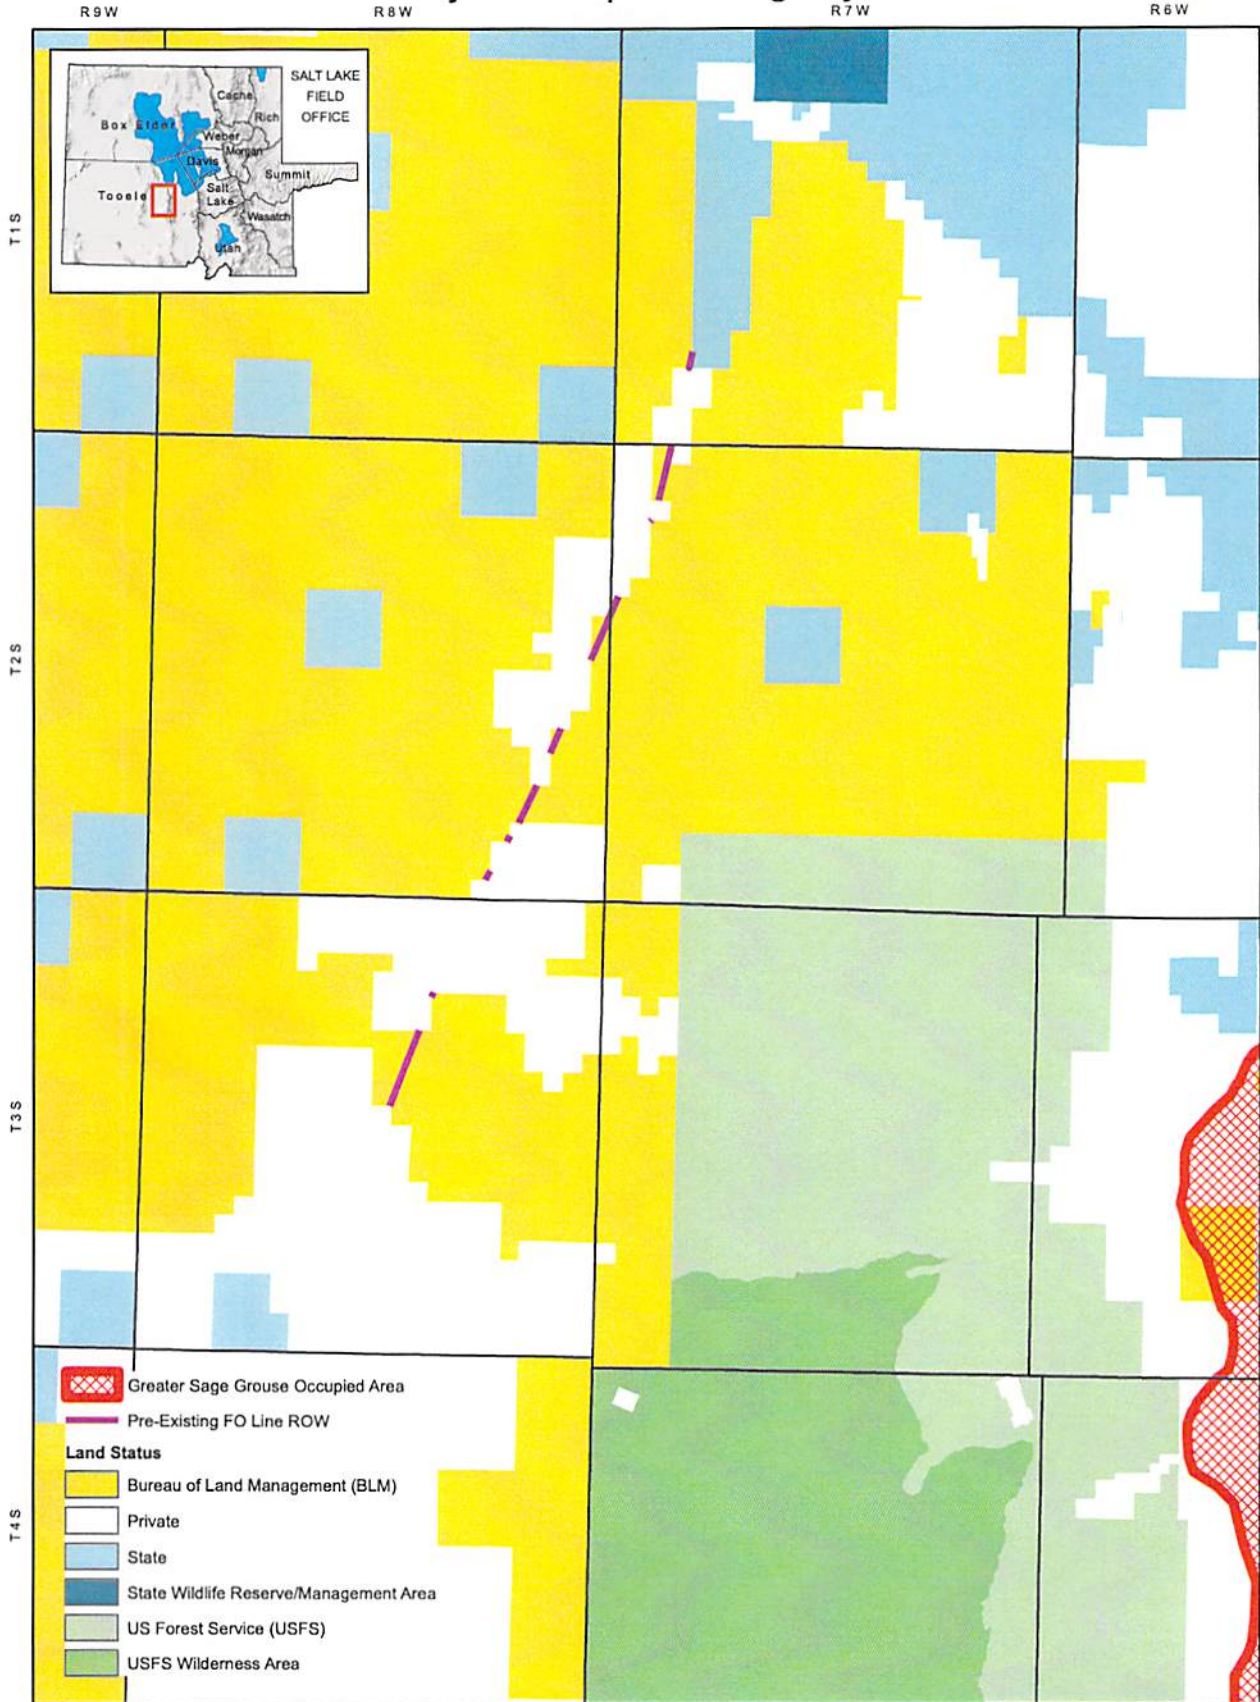 R9W
R8W
R7W
R6W
SALT LAKE
FIELD
OFFICE
Cache
Rich
Box Elder
Weber
Morgan
Davis
Summit
Tooele
Salt
Lake
Wasatch
Utah
T1S
T2S
T3S
T4S
Greater Sage Grouse Occupied Area
Pre-Existing FO Line ROW
Land Status
Bureau of Land Management (BLM)
Private
State
State Wildlife Reserve/Management Area
US Forest Service (USFS)
USFS Wilderness Area